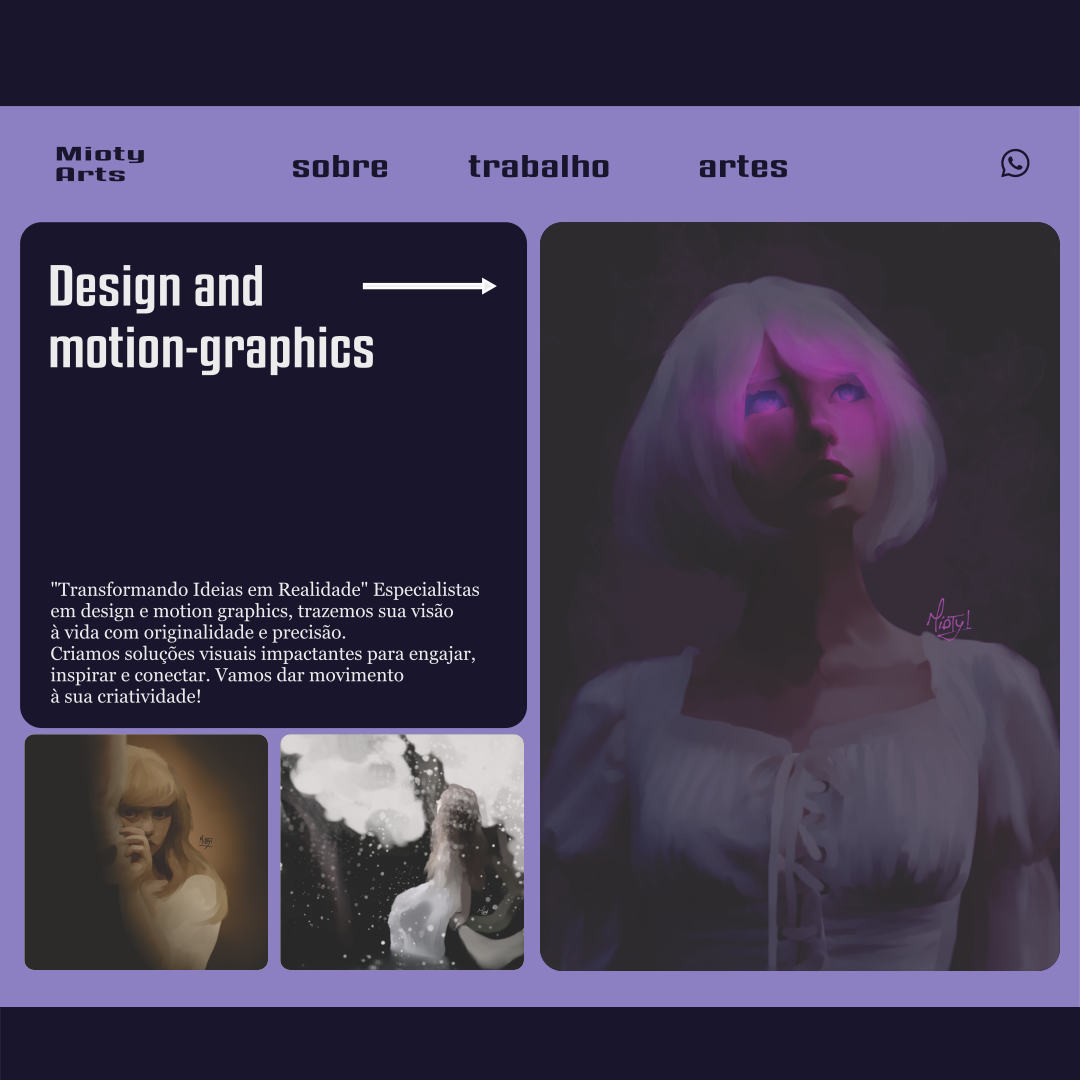 Mioty
Arts
sobre
trabalho
artes
Design and
motion-graphics
"Transformando Ideias em Realidade" Especialistas
em design e motion graphics, trazemos sua visão
à vida com originalidade e precisão.
Criamos soluções visuais impactantes para engajar,
inspirar e conectar. Vamos dar movimento
à sua criatividade!
Mioty!